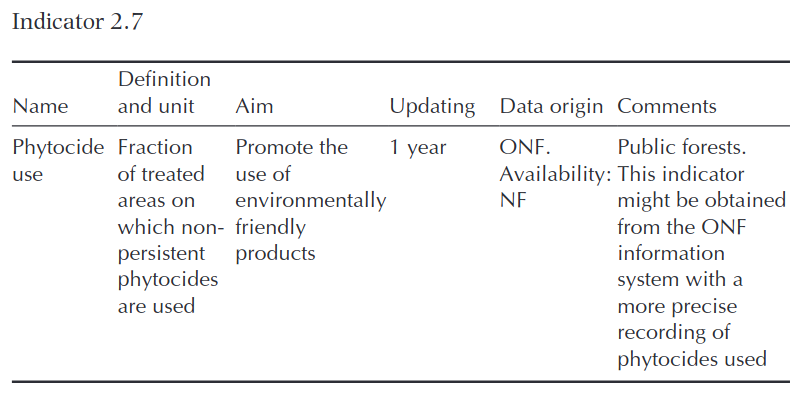 Indicator 2.7
Definition
Name and unit Aim Updating Data origin Comments
Phytocide Fraction Promote the 1 year ONF. Public forests.
use of treated use of Availability: This indicator
areas on environmentally NF might be obtained
which non- friendly from the ONF
persistent products information
phytocides system with a
are used more precise
recording of
phytocides used